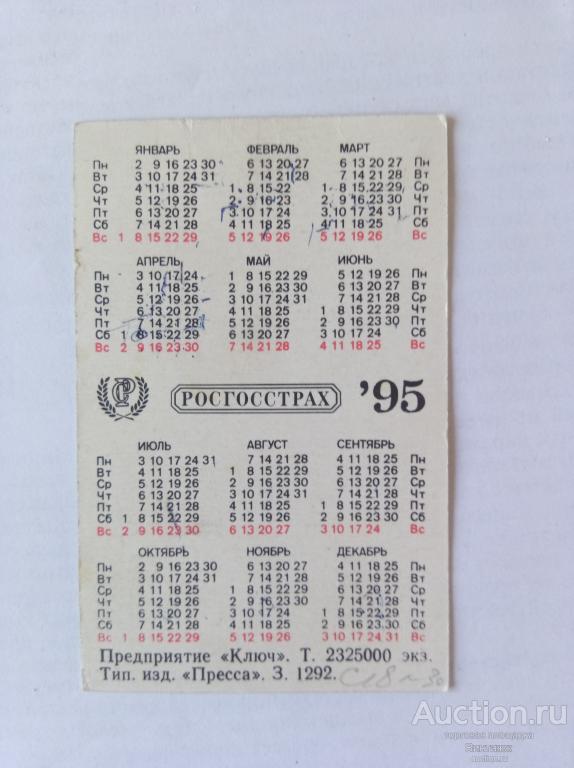 ЯНВАРЬ ФЕВРАЛЬ МАРТ
Пн 2 9 16 23 30 6 13 20 27 6 13 20 27 Пн
Вт 3 10 17 24 31 7 14 21 28 7 14 21 28 Вт
Ср 4 11 18 25 1 8 15 22 1 8 15 22 29 Ср
Чт 5 12 19 26 2 9 16 23 2 9 16 23 30 Чт
Пт 6 13 20 27 3 10 17 24 3 10 17 24 31 Пт
Сб 7 14 21 28 4 11 18 25 4 11 18 25 Сб
Вс 1 8 15 22 29 5 12 19 26 5 12 19 26 Вс
АПРЕЛЬ МАЙ ИЮНЬ
Пн 3 10 17 24 1 8 15 22 29 5 12 19 26 Пн
Вт 4 11 18 25 2 9 16 23 30 6 13 20 27 Вт
Ср 5 12 19 26 3 10 17 24 31 7 14 21 28 Ср
Чт 6 13 20 27 4 11 18 25 1 8 15 22 29 Чт
Пт 7 14 21 28 5 12 19 26 2 9 16 23 30 Пт
Сб 1 8 15 22 29 6 13 20 27 3 10 17 24 Сб
Вс 2 9 16 23 30 7 14 21 28 4 11 18 25 Вс
РОСГОССТРАХ '95
ИЮЛЬ АВГУСТ СЕНТЯБРЬ
Пн 3 10 17 24 31 7 14 21 28 4 11 18 25 Пн
Вт 4 11 18 25 1 8 15 22 29 5 12 19 26 Вт
Ср 5 12 19 26 2 9 16 23 30 6 13 20 27 Ср
Чт 6 13 20 27 3 10 17 24 31 7 14 21 28 Чт
Пт 7 14 21 28 4 11 18 25 1 8 15 22 29 Пт
Сб 1 8 15 22 29 5 12 19 26 2 9 16 23 30 Сб
Вс 2 9 16 23 30 6 13 20 27 3 10 17 24 Вс
ОКТЯБРЬ НОЯБРЬ ДЕКАБРЬ
Пн 2 9 16 23 30 6 13 20 27 4 11 18 25 Пн
Вт 3 10 17 24 31 7 14 21 28 5 12 19 26 Вт
Ср 4 11 18 25 1 8 15 22 29 6 13 20 27 Ср
Чт 5 12 19 26 2 9 16 23 30 7 14 21 28 Чт
Пт 6 13 20 27 3 10 17 24 1 8 15 22 29 Пт
Сб 7 14 21 28 4 11 18 25 2 9 16 23 30 Сб
Вс 1 8 15 22 29 5 12 19 26 3 10 17 24 31 Вс
Предприятие «Ключ». Т. 2325000 экз.
Тип. изд. «Пресса». З. 1292.
Auction.ru
торговая площадка
auction.ru